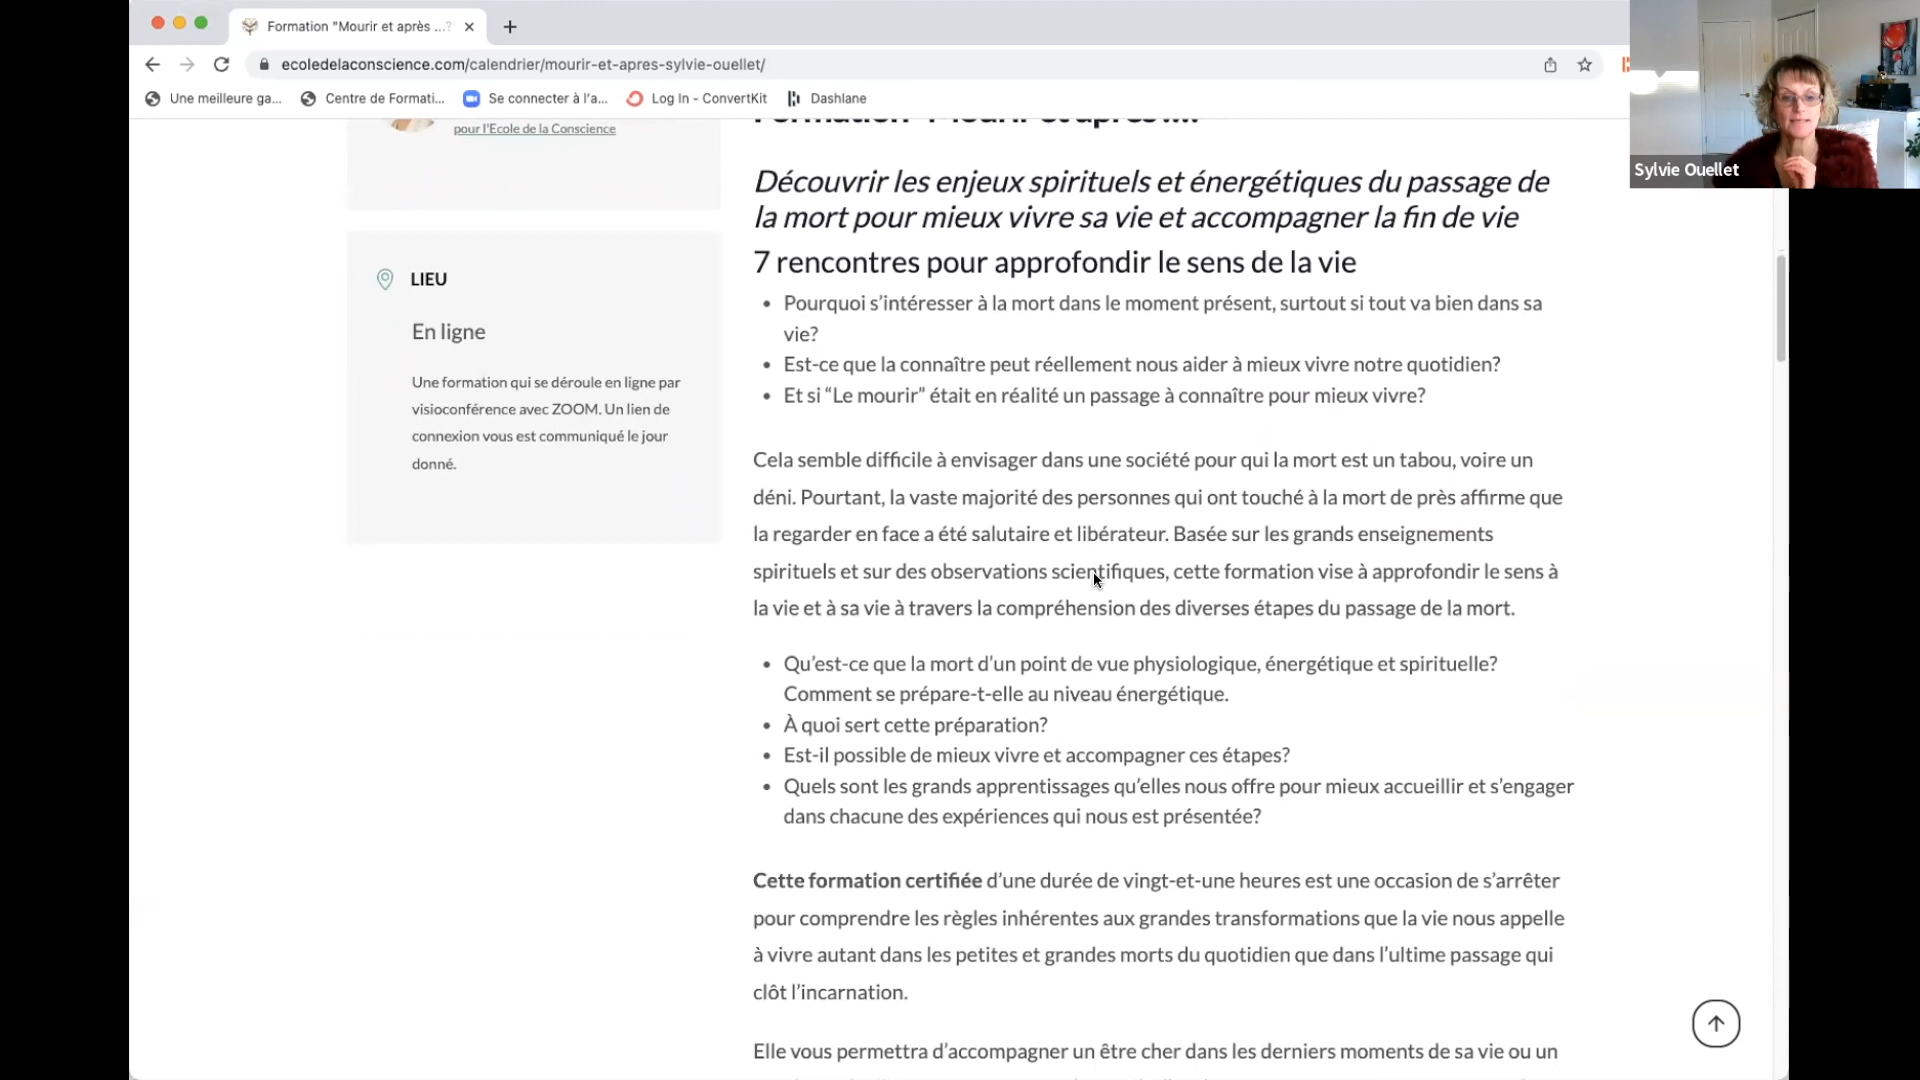 Formation "Mourir et après ...?
ecoledelaconscience.com/calendrier/mourir-et-apres-sylvie-ouellet/
Une meilleure ga...
Centre de Formati...
Se connecter à l'a...
Log In - ConvertKit
Dashlane
Sylvie Ouellet
pour l'Ecole de la Conscience
LIEU
En ligne
Une formation qui se déroule en ligne par
visioconférence avec ZOOM. Un lien de
connexion vous est communiqué le jour
donné.
Découvrir les enjeux spirituels et énergétiques du passage de
la mort pour mieux vivre sa vie et accompagner la fin de vie
7 rencontres pour approfondir le sens de la vie
• Pourquoi s'intéresser à la mort dans le moment présent, surtout si tout va bien dans sa
vie?
• Est-ce que la connaître peut réellement nous aider à mieux vivre notre quotidien?
• Et si “Le mourir” était en réalité un passage à connaître pour mieux vivre?
Cela semble difficile à envisager dans une société pour qui la mort est un tabou, voire un
déni. Pourtant, la vaste majorité des personnes qui ont touché à la mort de près affirme que
la regarder en face a été salutaire et libérateur. Basée sur les grands enseignements
spirituels et sur des observations scientifiques, cette formation vise à approfondir le sens à
la vie et à sa vie à travers la compréhension des diverses étapes du passage de la mort.
• Qu'est-ce que la mort d'un point de vue physiologique, énergétique et spirituelle?
Comment se prépare-t-elle au niveau énergétique.
• À quoi sert cette préparation?
• Est-il possible de mieux vivre et accompagner ces étapes?
• Quels sont les grands apprentissages qu'elles nous offre pour mieux accueillir et s'engager
dans chacune des expériences qui nous est présentée?
Cette formation certifiée d'une durée de vingt-et-une heures est une occasion de s'arrêter
pour comprendre les règles inhérentes aux grandes transformations que la vie nous appelle
à vivre autant dans les petites et grandes morts du quotidien que dans l'ultime passage qui
clôt l'incarnation.
Elle vous permettra d'accompagner un être cher dans les derniers moments de sa vie ou un